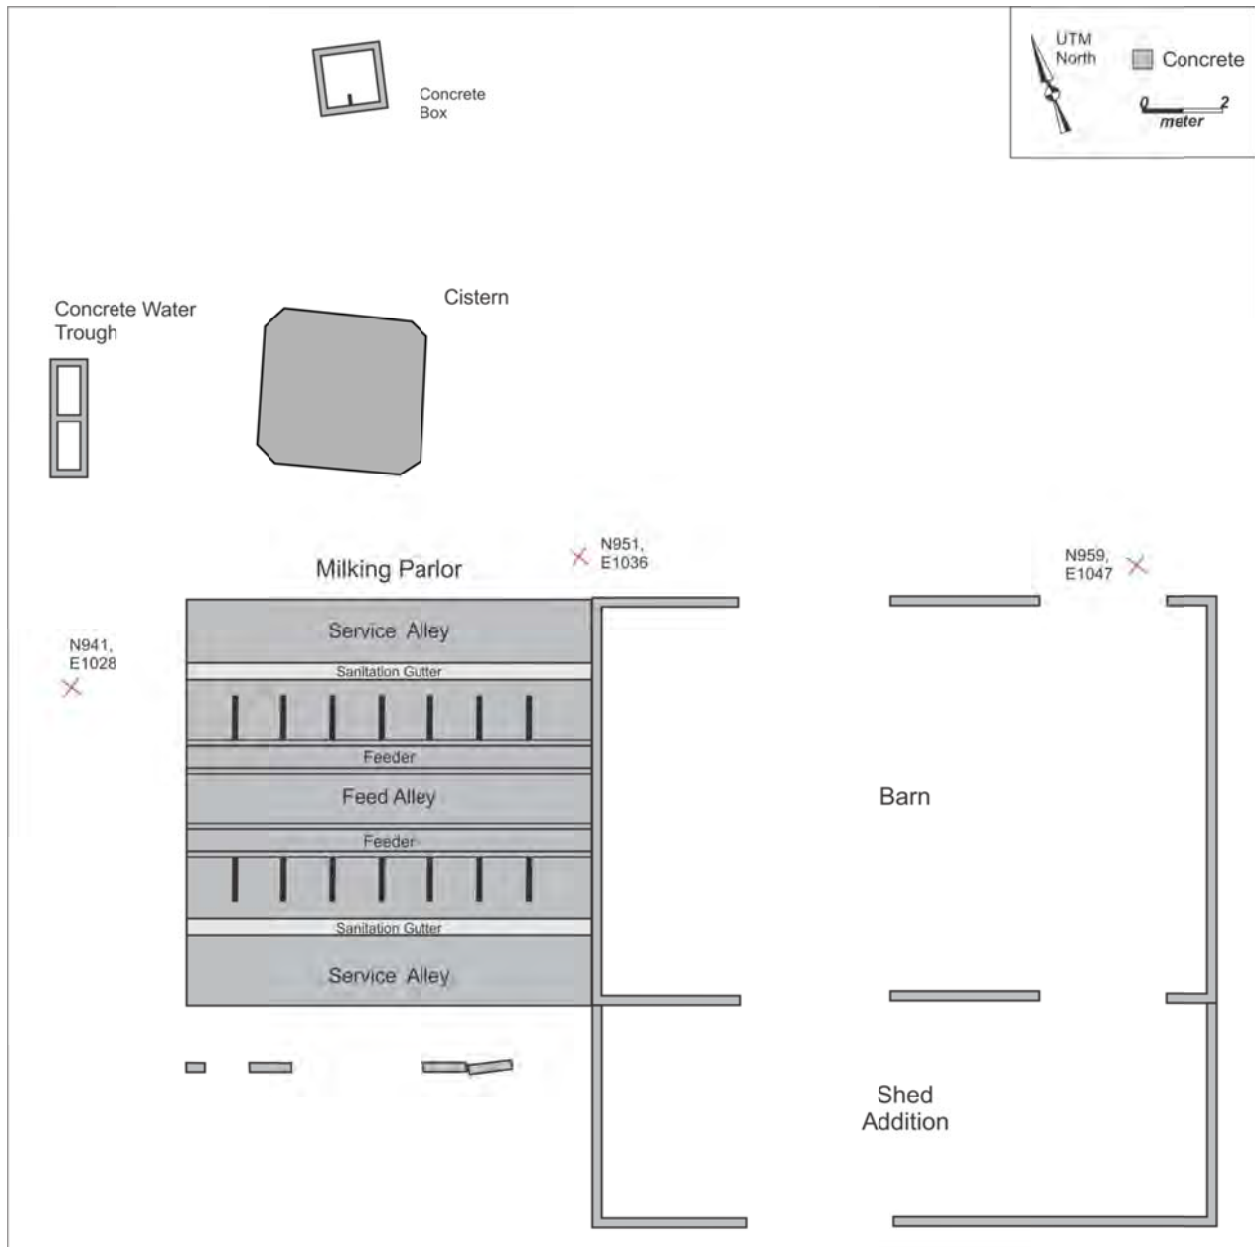 UTM
North
Concrete
0 2
meter
Concrete
Box
Concrete Water
Trough
Cistern
N951,
E1036
N959,
E1047
Milking Parlor
N941,
E1028
Service Alley
Sanitation Gutter
Feeder
Feed Alley
Feeder
Sanitation Gutter
Service Alley
Barn
Shed
Addition